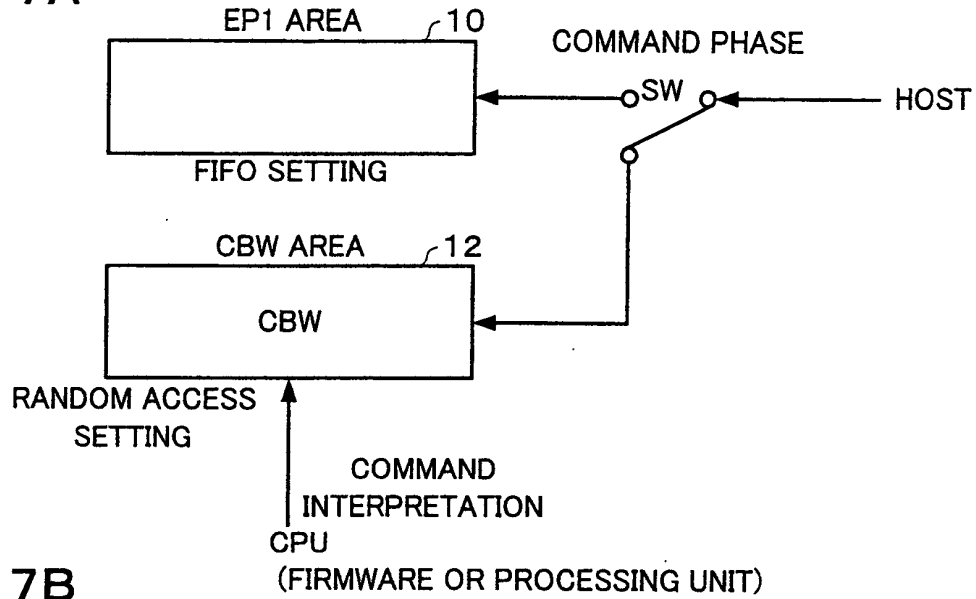 EP1 AREA
10
COMMAND PHASE
SW
HOST
FIFO SETTING
CBW AREA
12
CBW
RANDOM ACCESS
SETTING
COMMAND
INTERPRETATION
CPU
(FIRMWARE OR PROCESSING UNIT)
7B